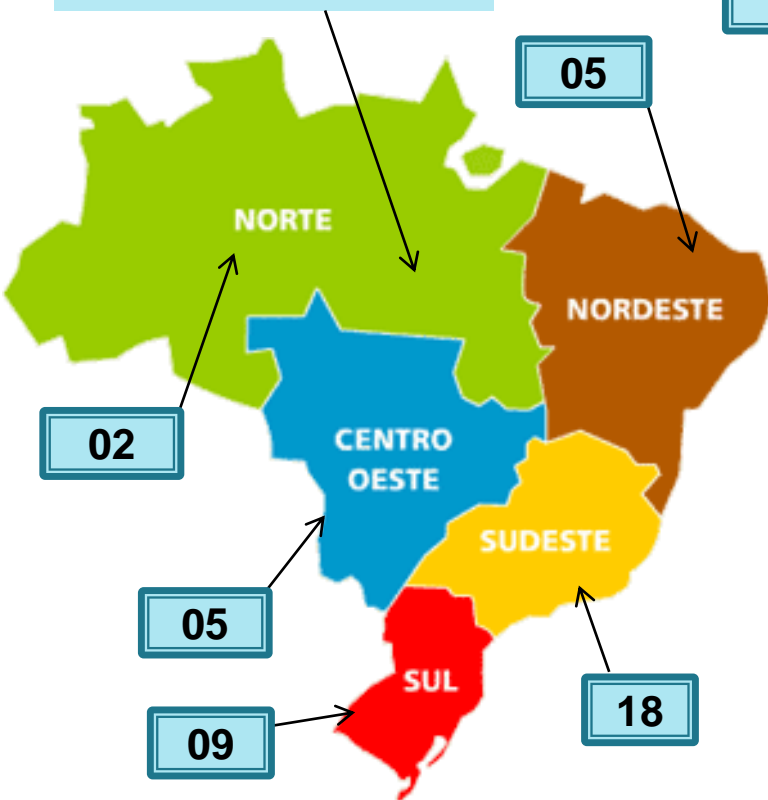 05
NORTE
NORDESTE
02
CENTRO
OESTE
SUDESTE
05
SUL
18
09